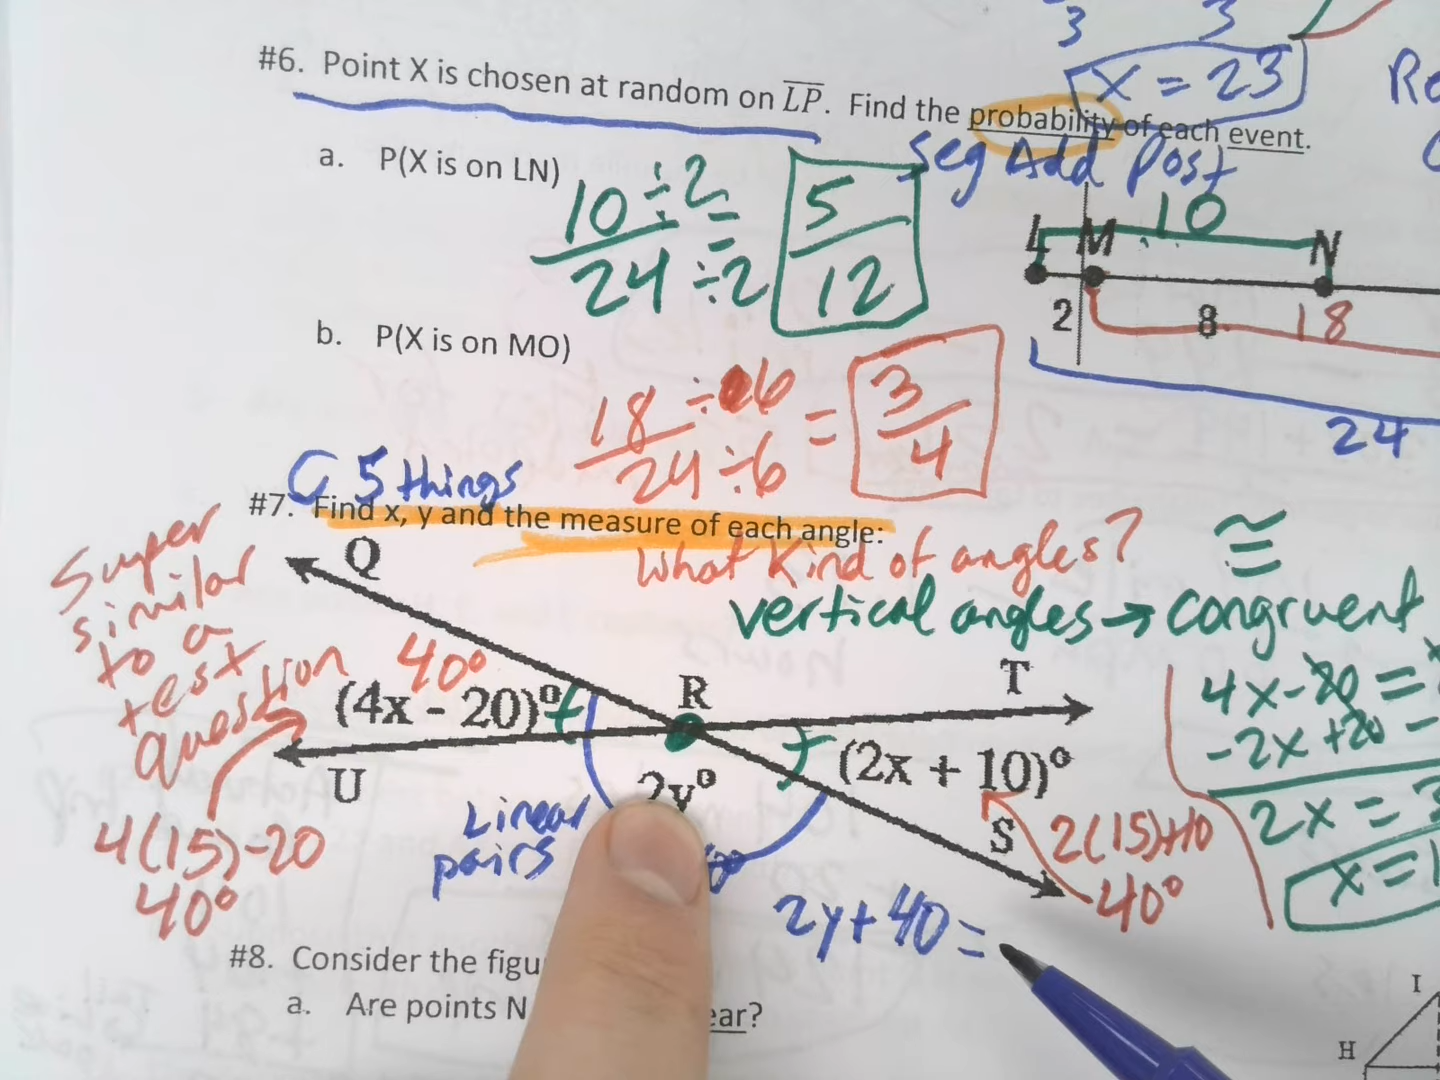 3 3
x = 23
#6. Point X is chosen at random on LP. Find the probability of each event.
Seg Add Post
a. P(X is on LN)
10 ÷2 = 5
24 ÷2 12
10
L M N
2 8 18
24
b. P(X is on MO)
18 ÷6 = 3
24 ÷6 4
5 things
#7. Find x, y and the measure of each angle:
What kind of angles?
≅
vertical angles → congruent
Super
similar
to a
test
question
Q
40°
(4x - 20)°
R
T
U
2y°
(2x + 10)°
S
4x-20 =
-2x +20
2x = 3
x = 1
Linear
pairs
4(15)-20
40°
2(15)+10
40°
2y+40=
#8. Consider the figu
a. Are points N ear?
I
H